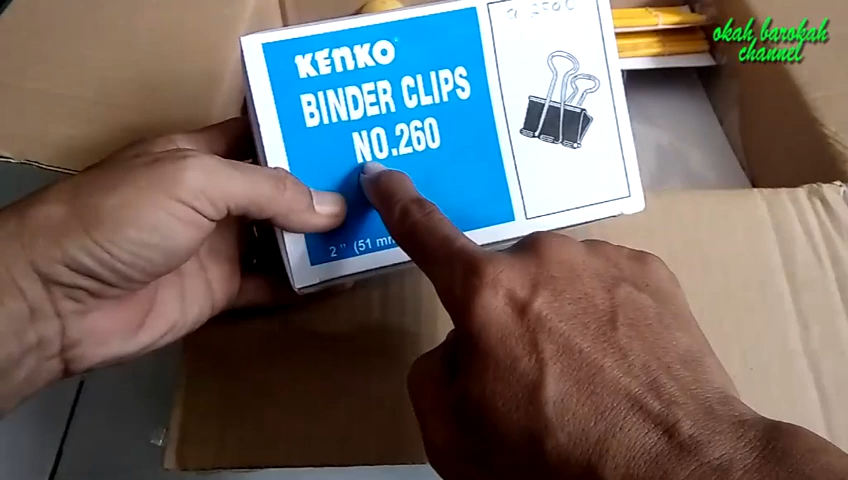 okah barokah
channel
KENKO
BINDER CLIPS
NO.260
2" (51 mm